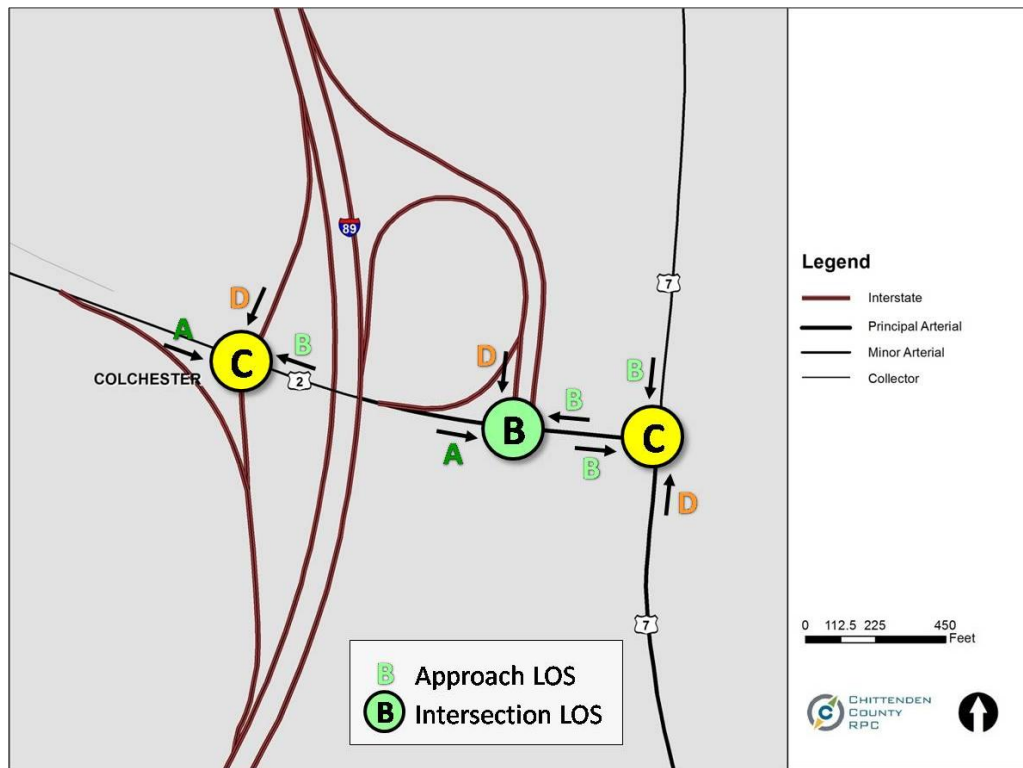 89
7
D
A
B
C
COLCHESTER
2
D
B
B
A
B
C
B
D
7
B Approach LOS
B Intersection LOS
Legend
Interstate
Principal Arterial
Minor Arterial
Collector
0 112.5 225 450
Feet
C
CHITTENDEN
COUNTY
RPC